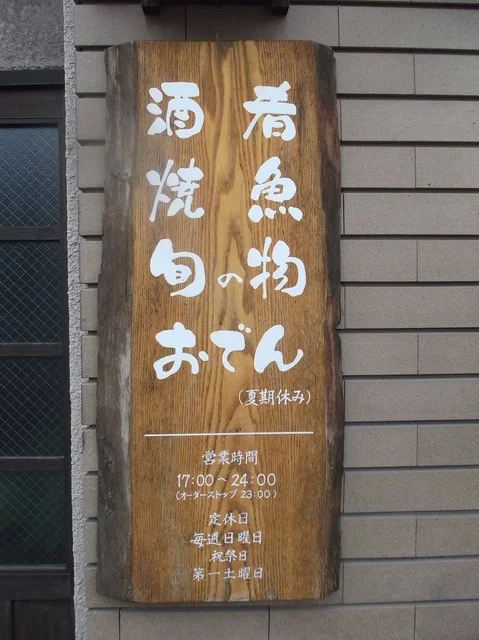 酒 肴
焼 魚
旬の物
おでん
（夏期休み）
営業時間
17:00～24:00
（オーダーストップ 23:00）
定休日
毎週日曜日
祝祭日
第一土曜日